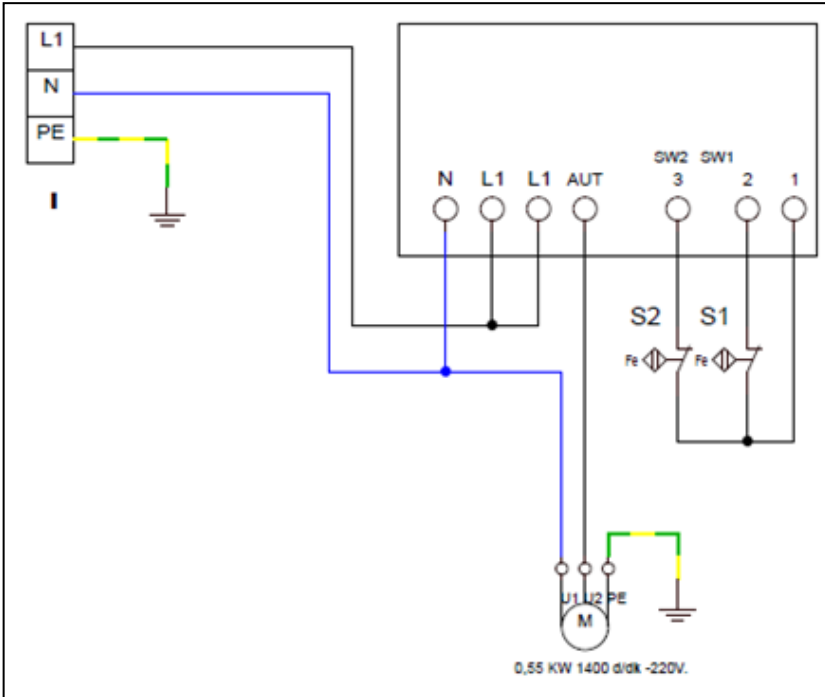 L1
N
PE
I
SW2 SW1
N L1 L1 AUT 3 2 1
S2 S1
Fe Fe
U1 U2 PE
M
0,55 KW 1400 d/dk -220V.